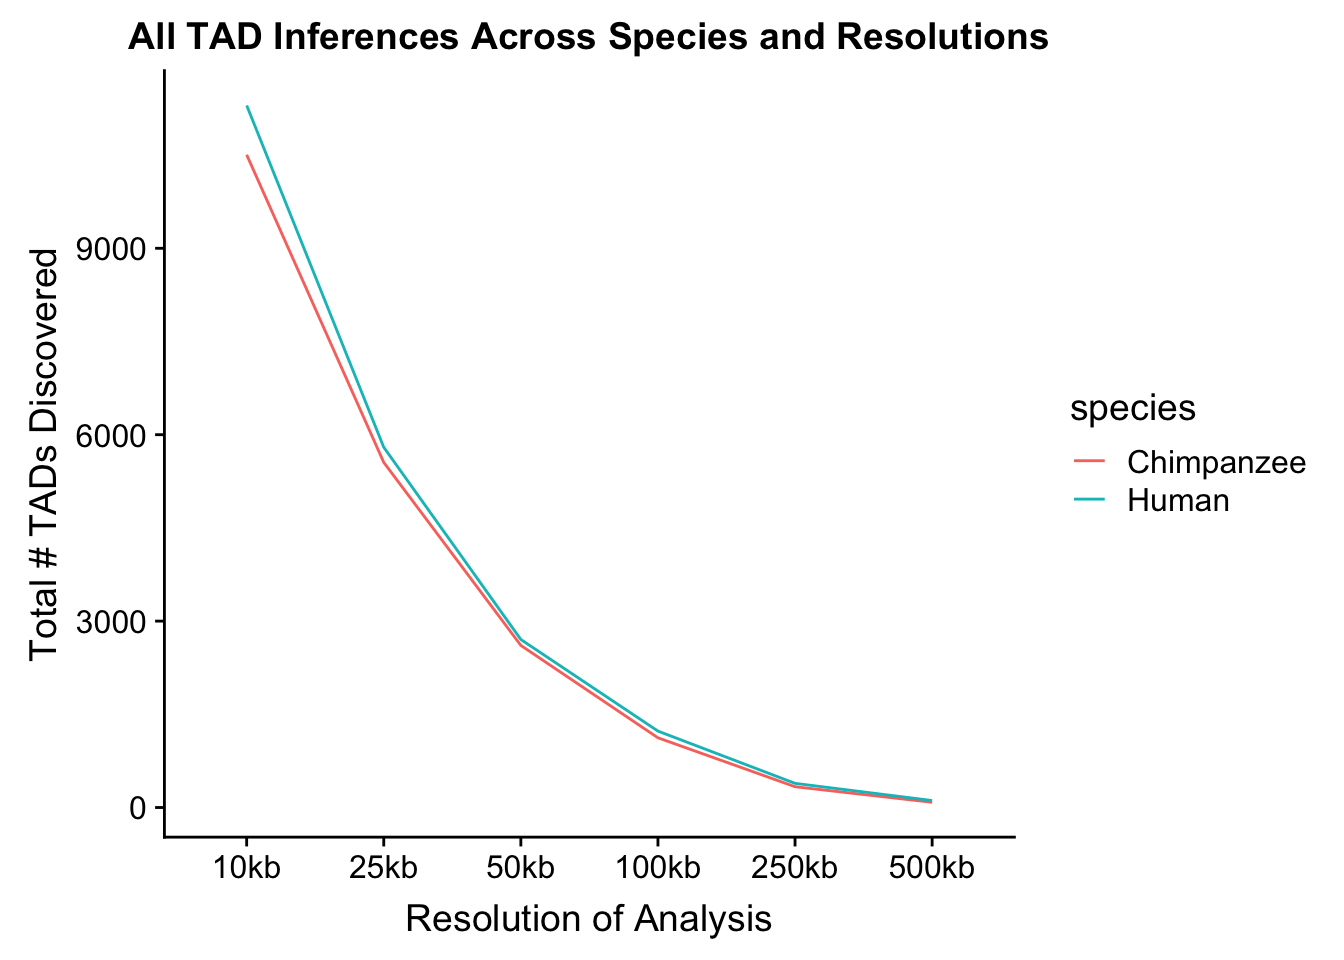 All TAD Inferences Across Species and Resolutions
Total # TADs Discovered
9000
6000
3000
0
10kb 25kb 50kb 100kb 250kb 500kb
Resolution of Analysis
species
Chimpanzee
Human